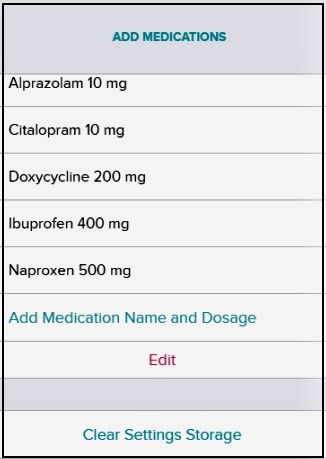 ADD MEDICATIONS
Alprazolam 10 mg
Citalopram 10 mg
Doxycycline 200 mg
Ibuprofen 400 mg
Naproxen 500 mg
Add Medication Name and Dosage
Edit
Clear Settings Storage